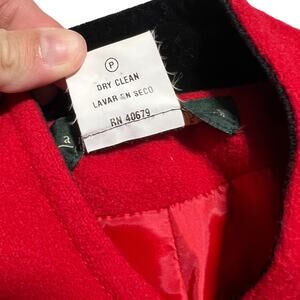 P
DRY CLEAN
LAVAR EN SECO
RN 40679
a